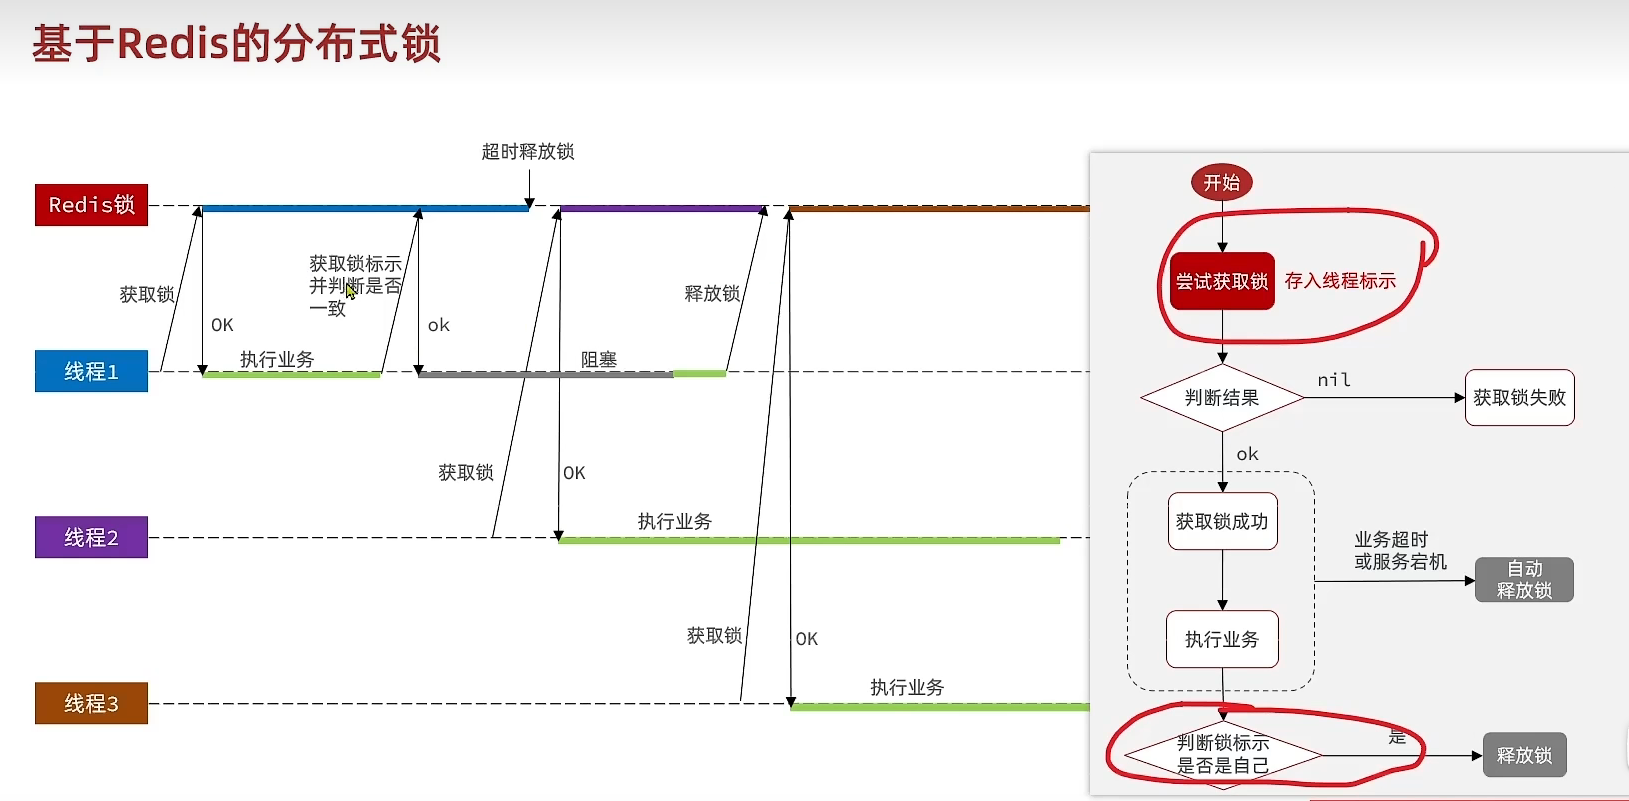 基于Redis的分布式锁
超时释放锁
Redis锁
获取锁
OK
获取锁标示
并判断是否
一致
ok
释放锁
线程1
执行业务
阻塞
获取锁
OK
线程2
执行业务
获取锁
OK
线程3
执行业务
开始
尝试获取锁
存入线程标示
判断结果
nil
获取锁失败
ok
获取锁成功
执行业务
业务超时
或服务宕机
自动
释放锁
判断锁标示
是否是自己
是
释放锁